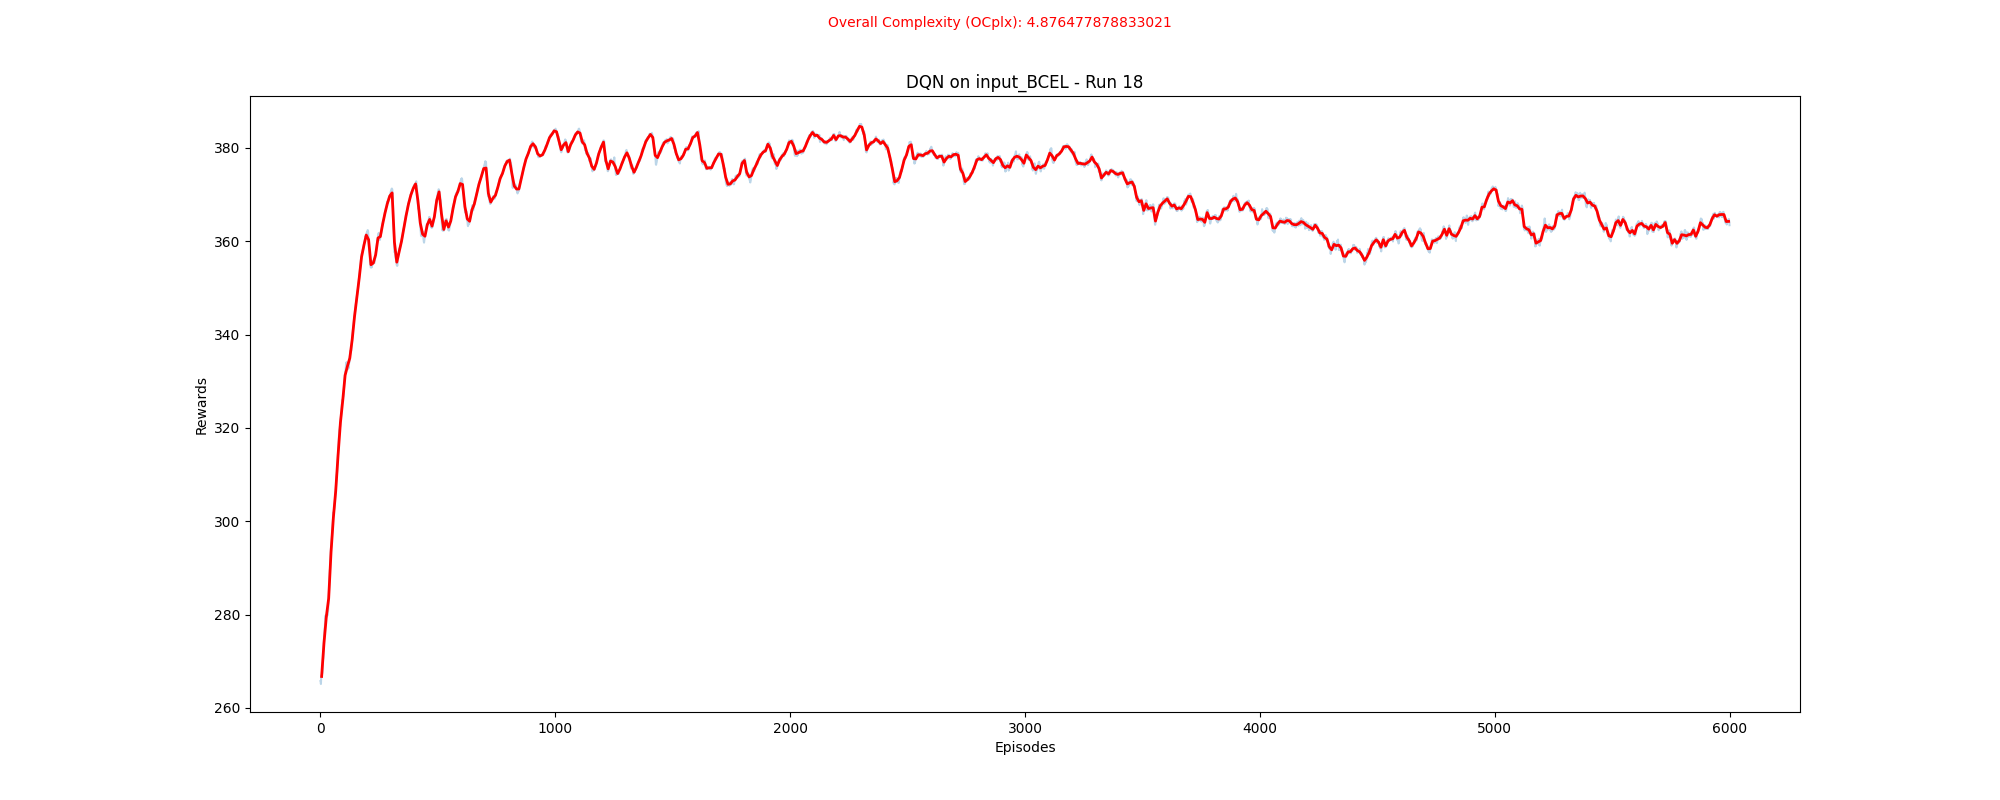 Overall Complexity (OCplx): 4.876477878833021
DQN on input_BCEL - Run 18
Rewards
380
360
340
320
300
280
260
0 1000 2000 3000 4000 5000 6000
Episodes